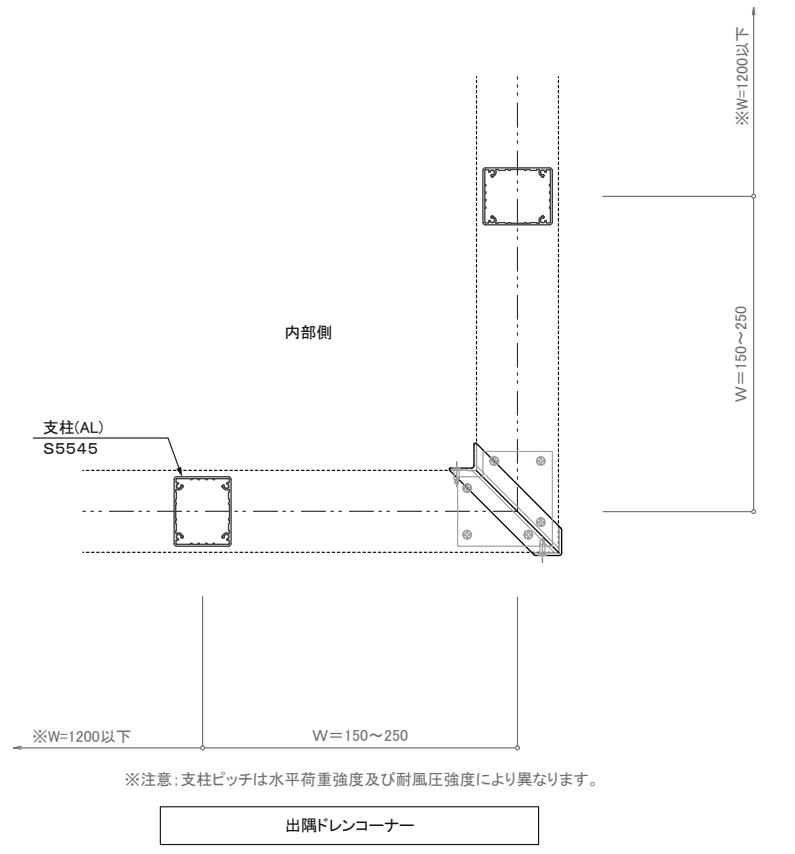 ※W=1200以下
W=150~250
内部側
支柱(AL)
S5545
※W=1200以下
W=150~250
※注意;支柱ピッチは水平荷重強度及び耐風圧強度により異なります。
出隅ドレンコーナー